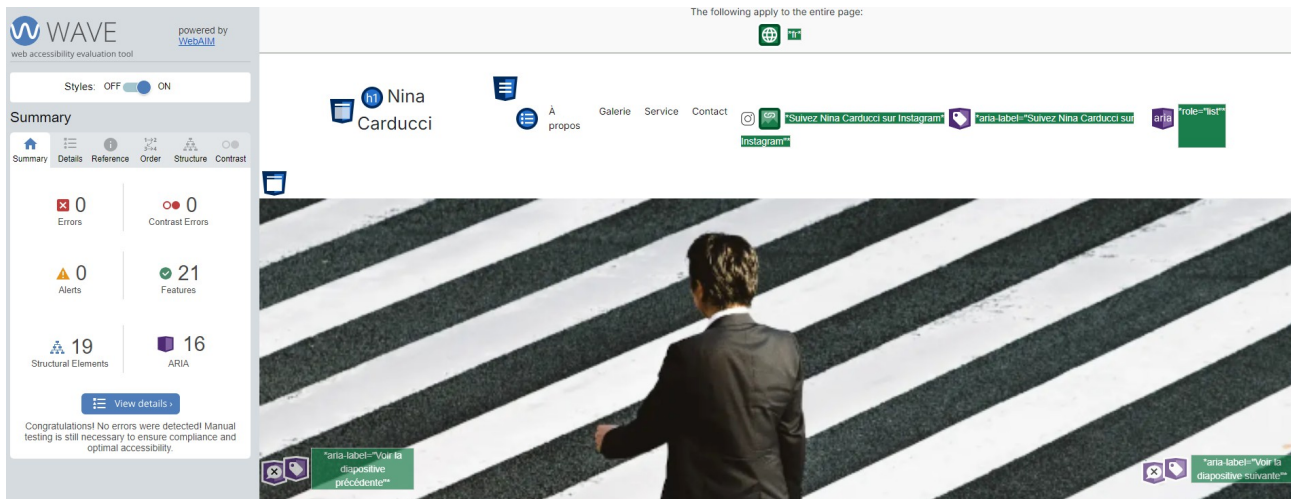 WAVE
web accessibility evaluation tool
powered by
WebAIM
Styles: OFF ON
Summary
Summary Details Reference Order Structure Contrast
0
Errors
0
Contrast Errors
0
Alerts
21
Features
19
Structural Elements
16
ARIA
View details ›
Congratulations! No errors were detected! Manual
testing is still necessary to ensure compliance and
optimal accessibility.
The following apply to the entire page:
*"fr"*
h1 Nina
Carducci
À
propos
Galerie
Service
Contact
*"Suivez Nina Carducci sur Instagram"*
*"aria-label="Suivez Nina Carducci sur
Instagram"*
aria
*role="list"*
*"aria-label="Voir la
diapositive
précédente"*
*"aria-label="Voir la
diapositive suivante"*